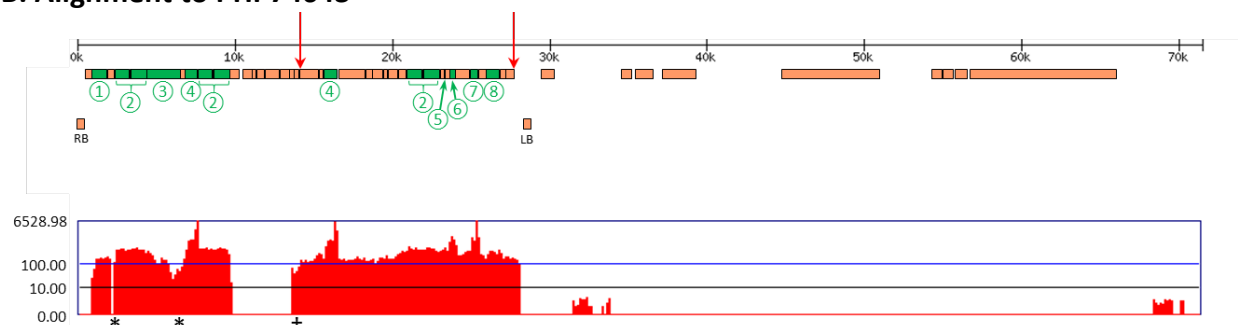 0k 10k 20k 30k 40k 50k 60k 70k
① ② ③ ④ ② ④ ② ⑤ ⑥ ⑦ ⑧
RB LB
6528.98
100.00
10.00
0.00
* * +